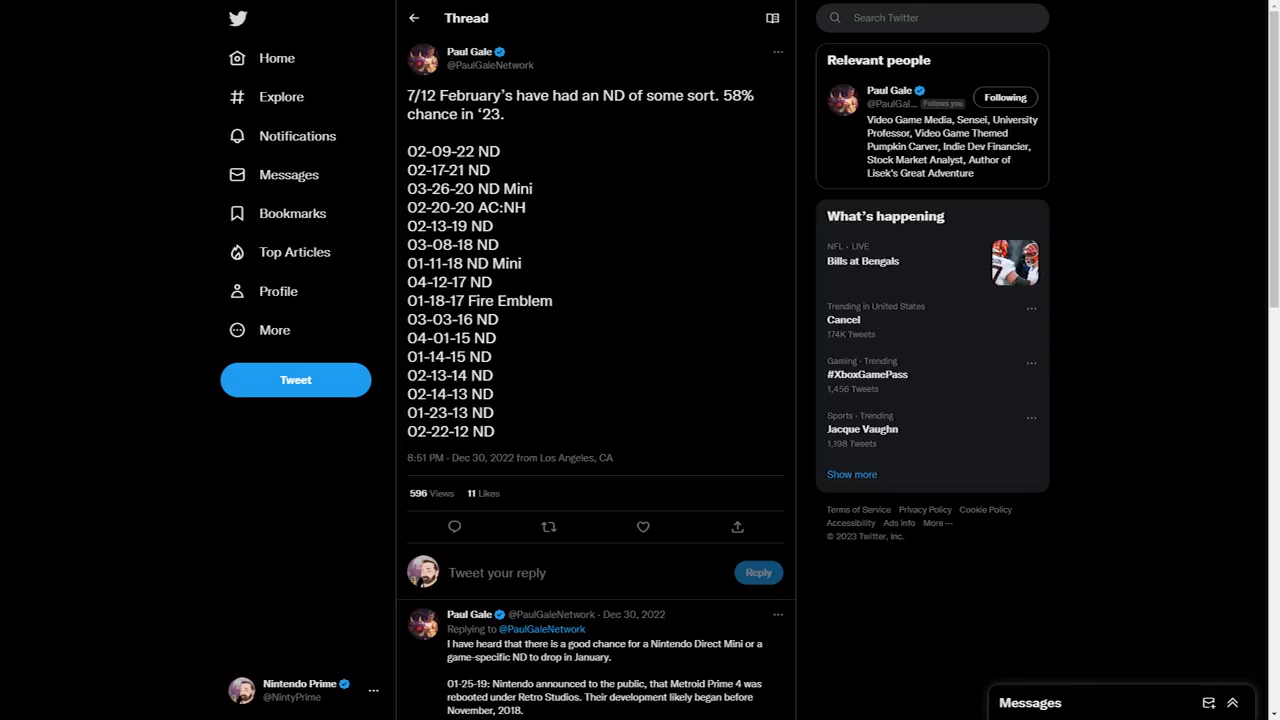 Home
Explore
Notifications
Messages
Bookmarks
Top Articles
Profile
More
Tweet
Nintendo Prime
@NintyPrime
Thread
Paul Gale
@PaulGaleNetwork
7/12 February's have had an ND of some sort. 58%
chance in ‘23.
02-09-22 ND
02-17-21 ND
03-26-20 ND Mini
02-20-20 AC:NH
02-13-19 ND
03-08-18 ND
01-11-18 ND Mini
04-12-17 ND
01-18-17 Fire Emblem
03-03-16 ND
04-01-15 ND
01-14-15 ND
02-13-14 ND
02-14-13 ND
01-23-13 ND
02-22-12 ND
8:51 PM · Dec 30, 2022 from Los Angeles, CA
596 Views 11 Likes
Tweet your reply
Reply
Paul Gale @PaulGaleNetwork · Dec 30, 2022
Replying to @PaulGaleNetwork
I have heard that there is a good chance for a Nintendo Direct Mini or a
game-specific ND to drop in January.
01-25-19: Nintendo announced to the public, that Metroid Prime 4 was
rebooted under Retro Studios. Their development likely began before
November, 2018.
Search Twitter
Relevant people
Paul Gale
@PaulGal... Follows you
Following
Video Game Media, Sensei, University
Professor, Video Game Themed
Pumpkin Carver, Indie Dev Financier,
Stock Market Analyst, Author of
Lisek's Great Adventure
What's happening
NFL · LIVE
Bills at Bengals
Trending in United States
Cancel
174K Tweets
Gaming · Trending
#XboxGamePass
1,456 Tweets
Sports · Trending
Jacque Vaughn
1,198 Tweets
Show more
Terms of Service Privacy Policy Cookie Policy
Accessibility Ads info More ···
© 2023 Twitter, Inc.
Messages